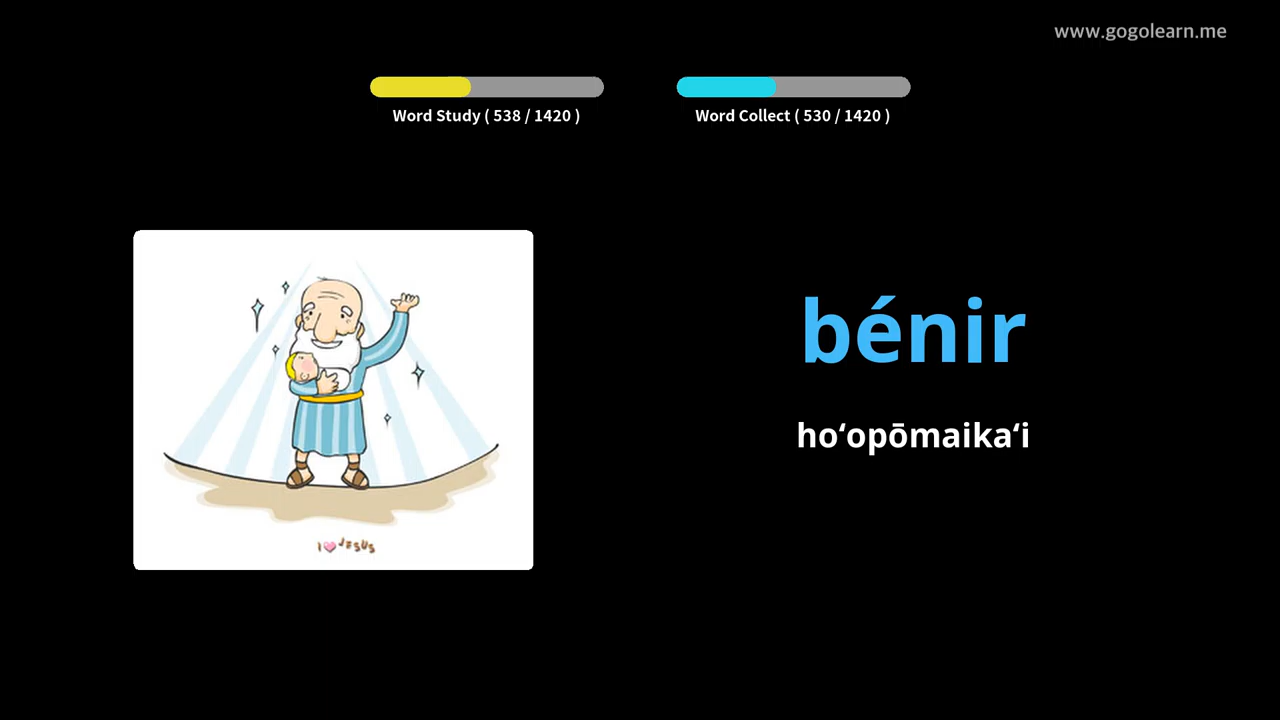 www.gogolearn.me
Word Study ( 538 / 1420 )
Word Collect ( 530 / 1420 )
bénir
hoʻopōmaikaʻi
I JESUS